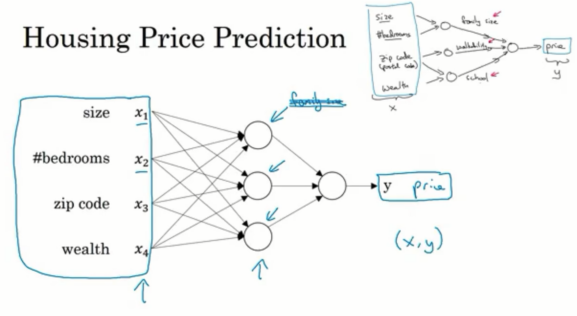 Housing Price Prediction
size
#bedrooms
zip code
(postal code)
wealth
x
family size
walkability
school
price
y
size x₁
#bedrooms x₂
zip code x₃
wealth x₄
family size
y price
(x,y)